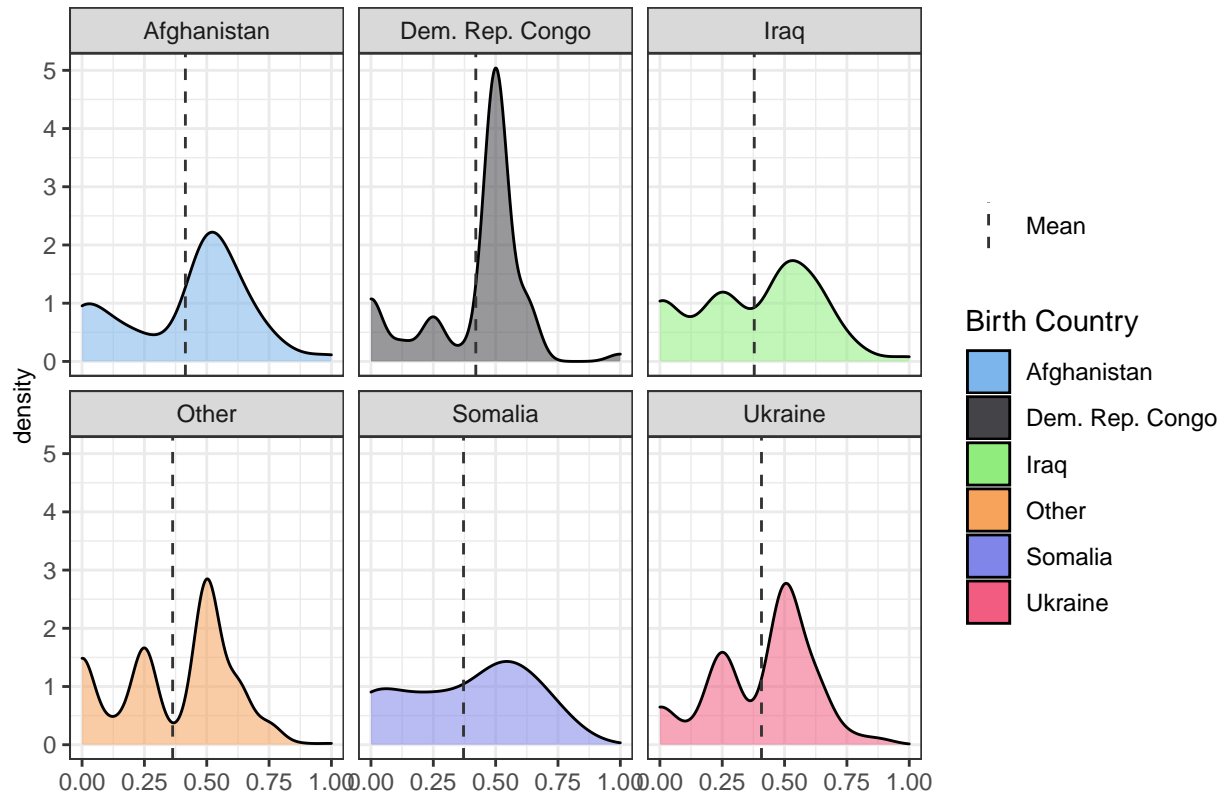 Afghanistan
Dem. Rep. Congo
Iraq
5
4
3
2
1
0
Other
Somalia
Ukraine
5
4
3
2
1
0
0.00 0.25 0.50 0.75 1.00
0.00 0.25 0.50 0.75 1.00
0.00 0.25 0.50 0.75 1.00
density
Mean
Birth Country
Afghanistan
Dem. Rep. Congo
Iraq
Other
Somalia
Ukraine